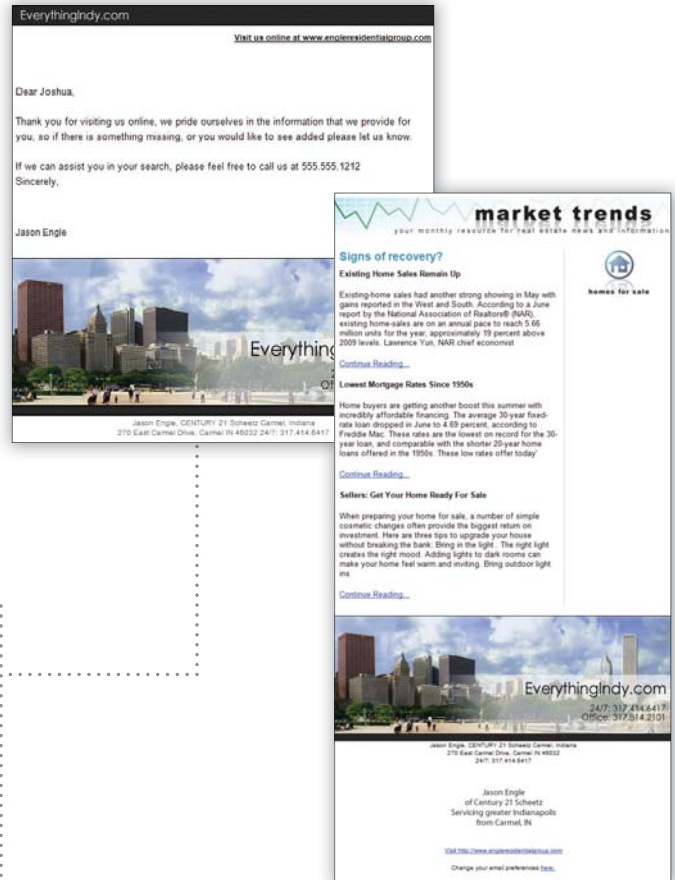 EverythingIndy.com
Visit us online at www.engleresidentialgroup.com
Dear Joshua,
Thank you for visiting us online, we pride ourselves in the information that we provide for
you, so if there is something missing, or you would like to see added please let us know.
If we can assist you in your search, please feel free to call us at 555.555.1212
Sincerely,
Jason Engle
Everything
Jason Engle, CENTURY 21 Scheetz Carmel, Indiana
270 East Carmel Drive, Carmel IN 46032 24/7: 317.414.6417
market trends
your monthly resource for real estate news and information
Signs of recovery?
Existing Home Sales Remain Up
Existing-home sales had another strong showing in May with
gains reported in the West and South. According to a June
report by the National Association of Realtors® (NAR),
existing home-sales are on an annual pace to reach 5.66
million units for the year, approximately 19 percent above
2009 levels. Lawrence Yun, NAR chief economist
Continue Reading...
Lowest Mortgage Rates Since 1950s
Home buyers are getting another boost this summer with
incredibly affordable financing. The average 30-year fixed-
rate loan dropped in June to 4.69 percent, according to
Freddie Mac. These rates are the lowest on record for the 30-
year loan, and comparable with the shorter 20-year home
loans offered in the 1950s. These low rates offer today'
Continue Reading...
Sellers: Get Your Home Ready For Sale
When preparing your home for sale, a number of simple
cosmetic changes often provide the biggest return on
investment. Here are three tips to upgrade your house
without breaking the bank: Bring in the light . The right light
creates the right mood. Adding lights to dark rooms can
make your home feel warm and inviting. Bring outdoor light
ins
Continue Reading...
homes for sale
EverythingIndy.com
24/7: 317.414.6417
Office: 317.814.2101
Jason Engle, CENTURY 21 Scheetz Carmel, Indiana
270 East Carmel Drive, Carmel IN 46032
24/7: 317.414.6417
Jason Engle
of Century 21 Scheetz
Servicing greater Indianapolis
from Carmel, IN
Visit http://www.engleresidentialgroup.com
Change your email preferences here.